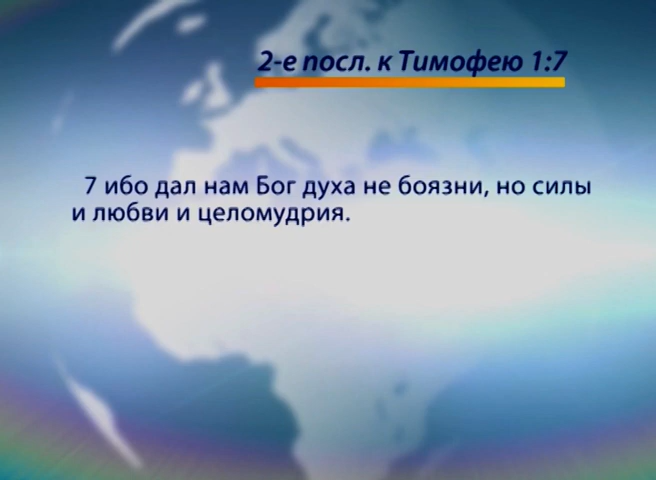 2-е посл. к Тимофею 1:7
7 ибо дал нам Бог духа не боязни, но силы
и любви и целомудрия.